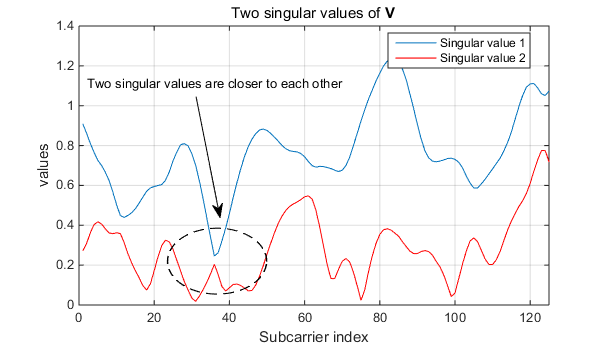 Two singular values of V
1.4
1.2
1
0.8
0.6
0.4
0.2
0
values
Singular value 1
Singular value 2
Two singular values are closer to each other
0 20 40 60 80 100 120
Subcarrier index